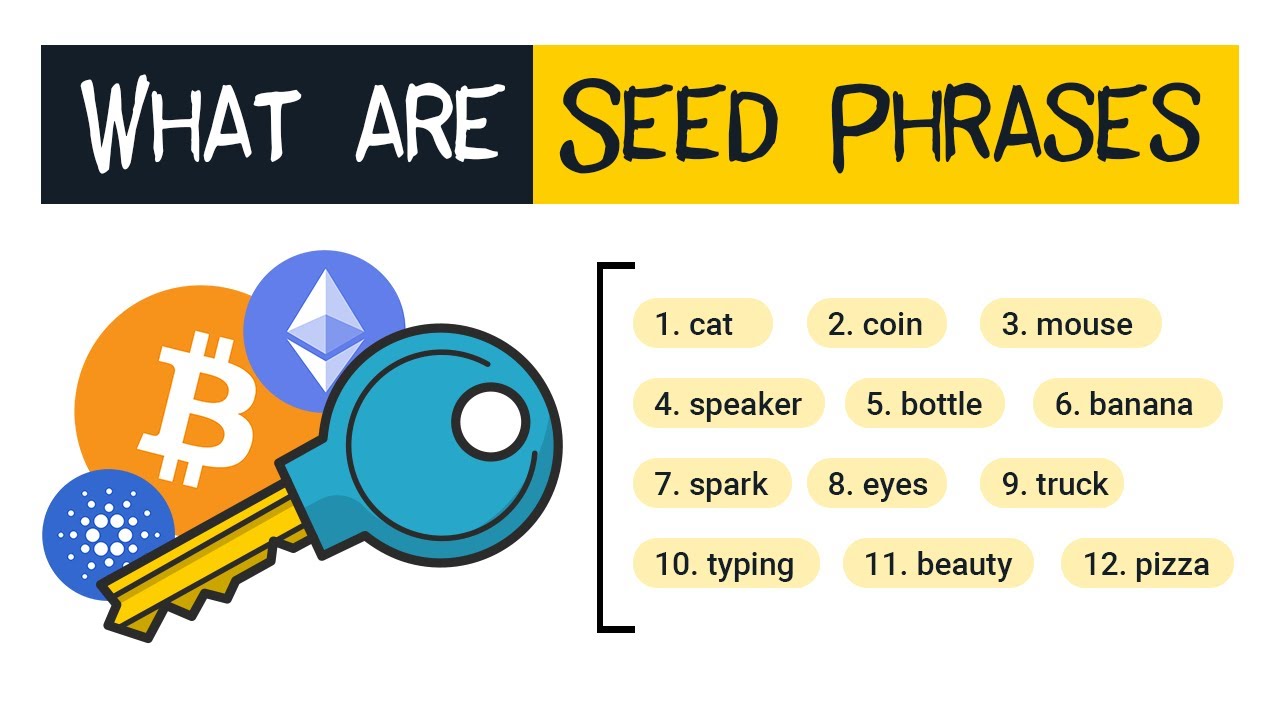 WHAT ARE SEED PHRASES
1. cat 2. coin 3. mouse
4. speaker 5. bottle 6. banana
7. spark 8. eyes 9. truck
10. typing 11. beauty 12. pizza